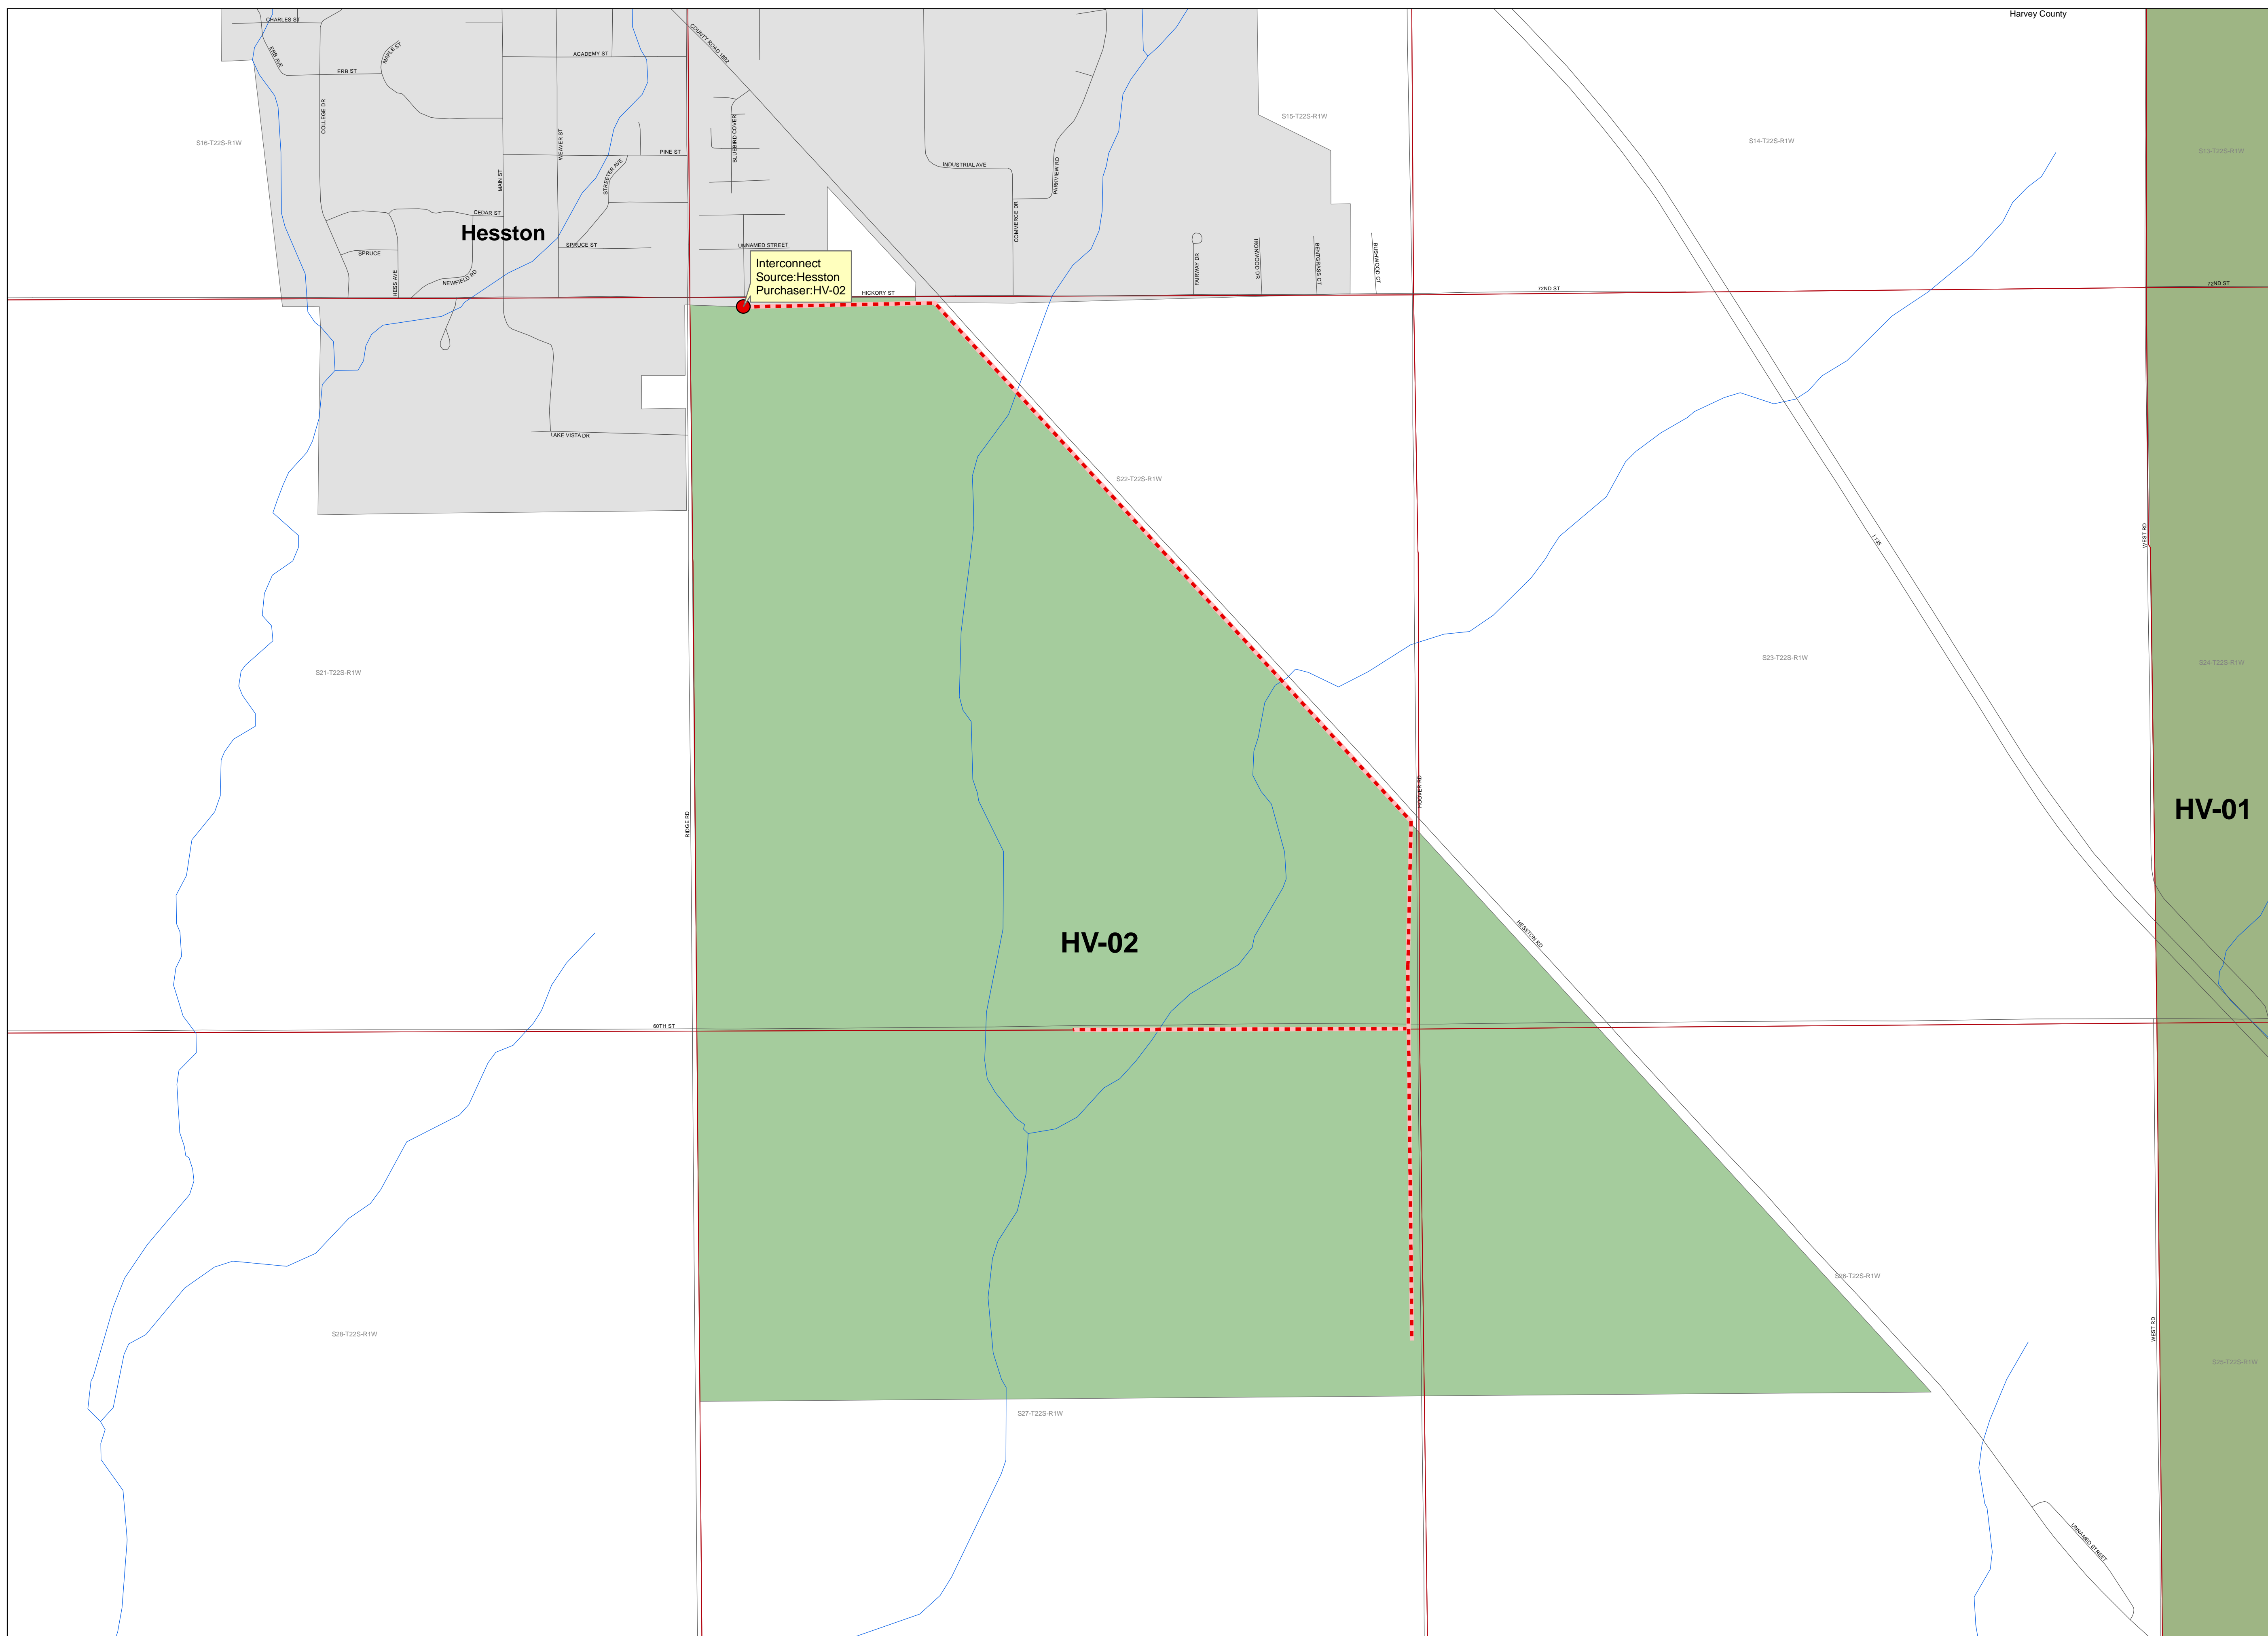 Harvey County
CHARLES ST
ERB AVE
MAPLE ST
ERB ST
ACADEMY ST
COUNTY ROAD 1802
COLLEGE DR
WEAVER ST
BLUEBIRD COVER
S16-T22S-R1W
S15-T22S-R1W
S14-T22S-R1W
S13-T22S-R1W
PINE ST
STREETER AVE
MAIN ST
INDUSTRIAL AVE
PARKVIEW RD
COMMERCE DR
CEDAR ST
Hesston
SPRUCE
SPRUCE ST
UNNAMED STREET
HESS AVE
NEWFIELD RD
FAIRWAY DR
IRONWOOD DR
BENTGRASS CT
BUSHWOOD CT
Interconnect
Source:Hesston
Purchaser:HV-02
HICKORY ST
72ND ST
72ND ST
LAKE VISTA DR
S22-T22S-R1W
I 135
WEST RD
S21-T22S-R1W
S23-T22S-R1W
S24-T22S-R1W
RIDGE RD
HOOVER RD
HV-01
HV-02
HESSTON RD
60TH ST
S26-T22S-R1W
S28-T22S-R1W
WEST RD
S25-T22S-R1W
S27-T22S-R1W
UNNAMED STREET